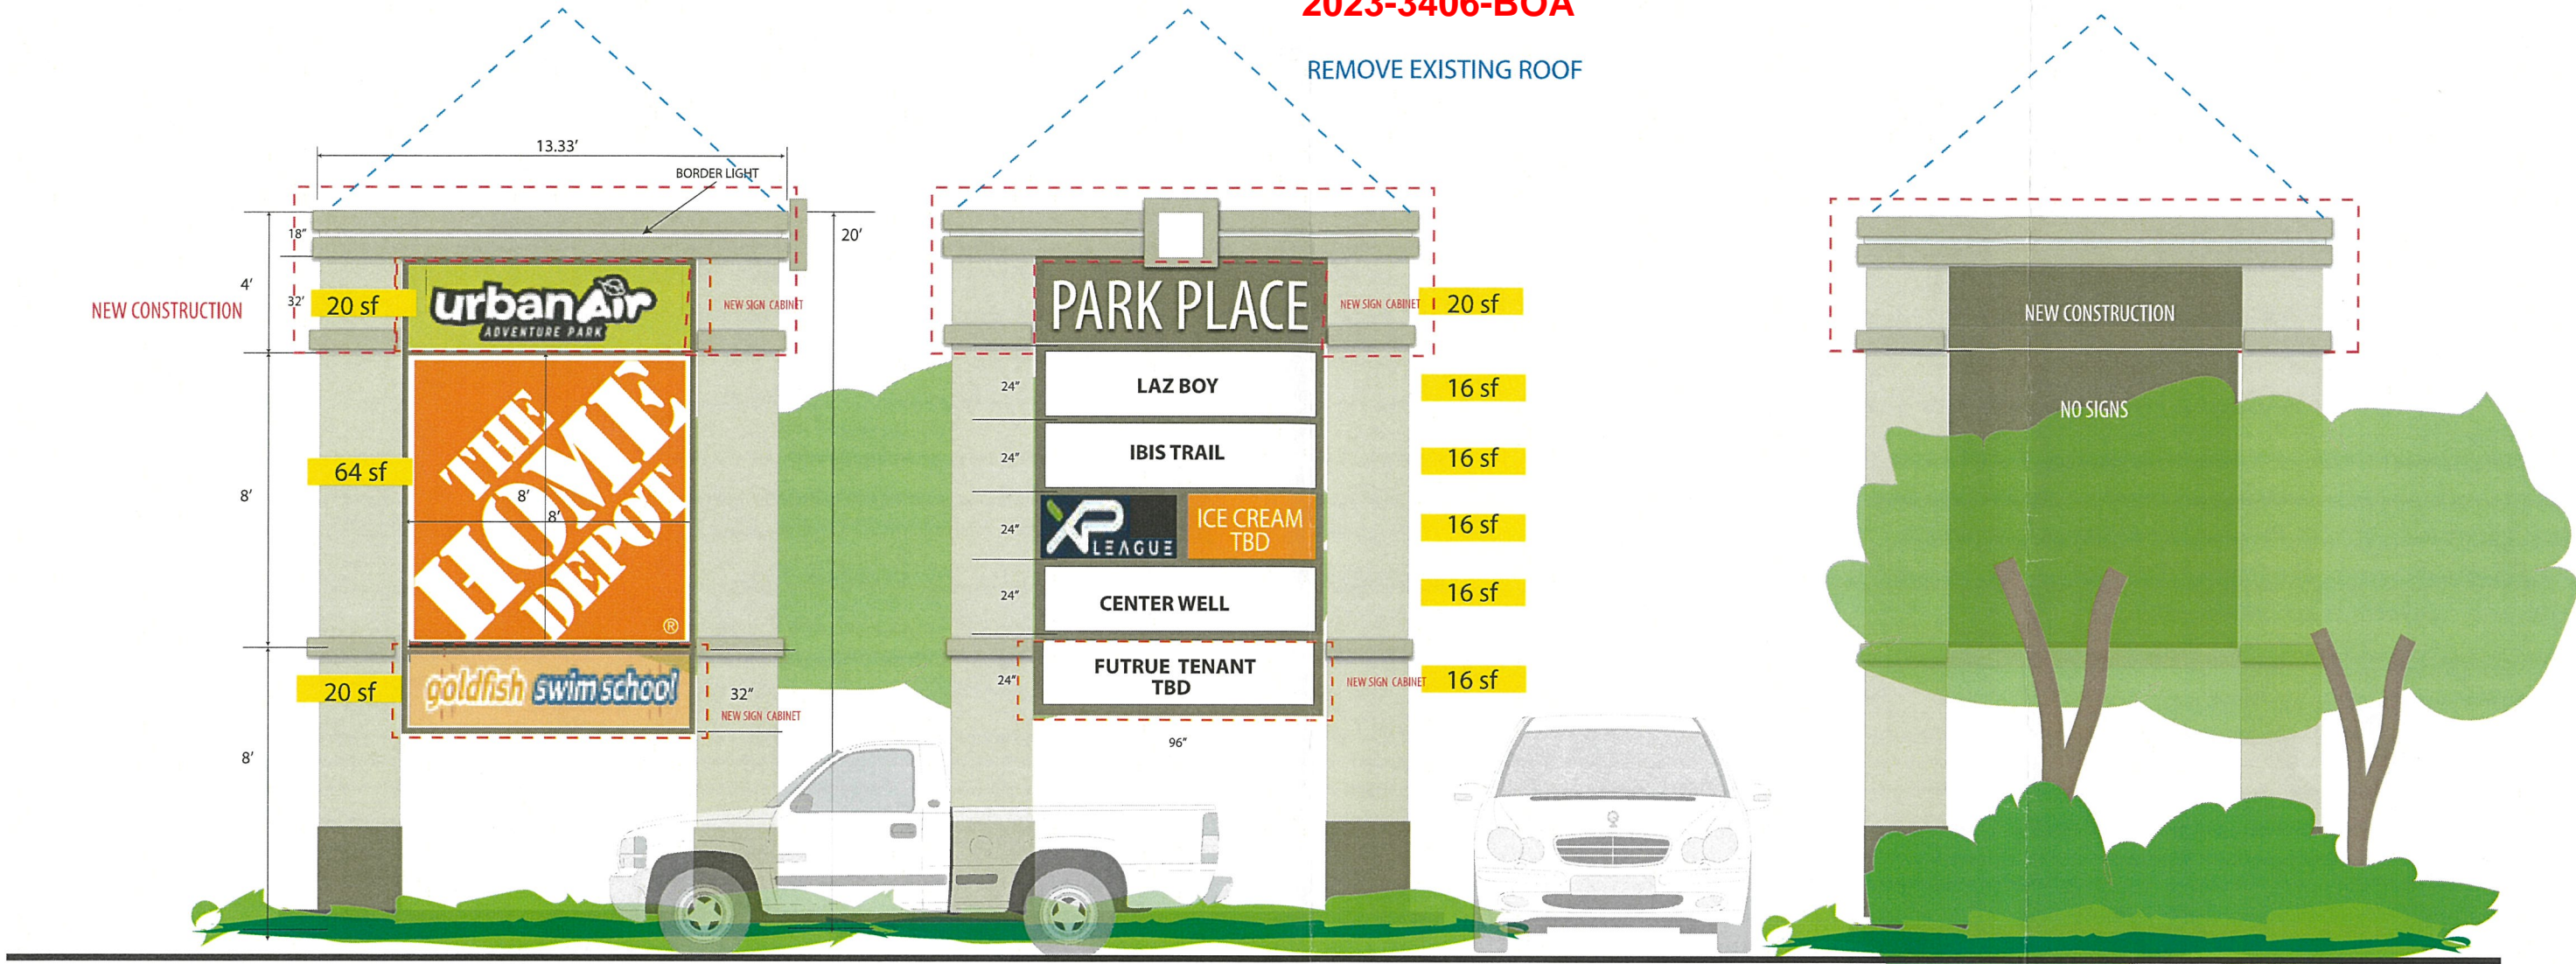 2023-3406-BOA
REMOVE EXISTING ROOF
13.33'
BORDER LIGHT
18"
20'
4'
32'
NEW CONSTRUCTION
20 sf
urbanAir
ADVENTURE PARK
NEW SIGN CABINET
64 sf
8'
THE
HOME
DEPOT
®
8'
8'
20 sf
goldfish swim school
32"
NEW SIGN CABINET
8'
PARK PLACE
NEW SIGN CABINET
20 sf
24"
LAZ BOY
16 sf
24"
IBIS TRAIL
16 sf
24"
XP
LEAGUE
ICE CREAM
TBD
16 sf
24"
CENTER WELL
16 sf
24"
FUTRUE TENANT
TBD
NEW SIGN CABINET
16 sf
96"
NEW CONSTRUCTION
NO SIGNS